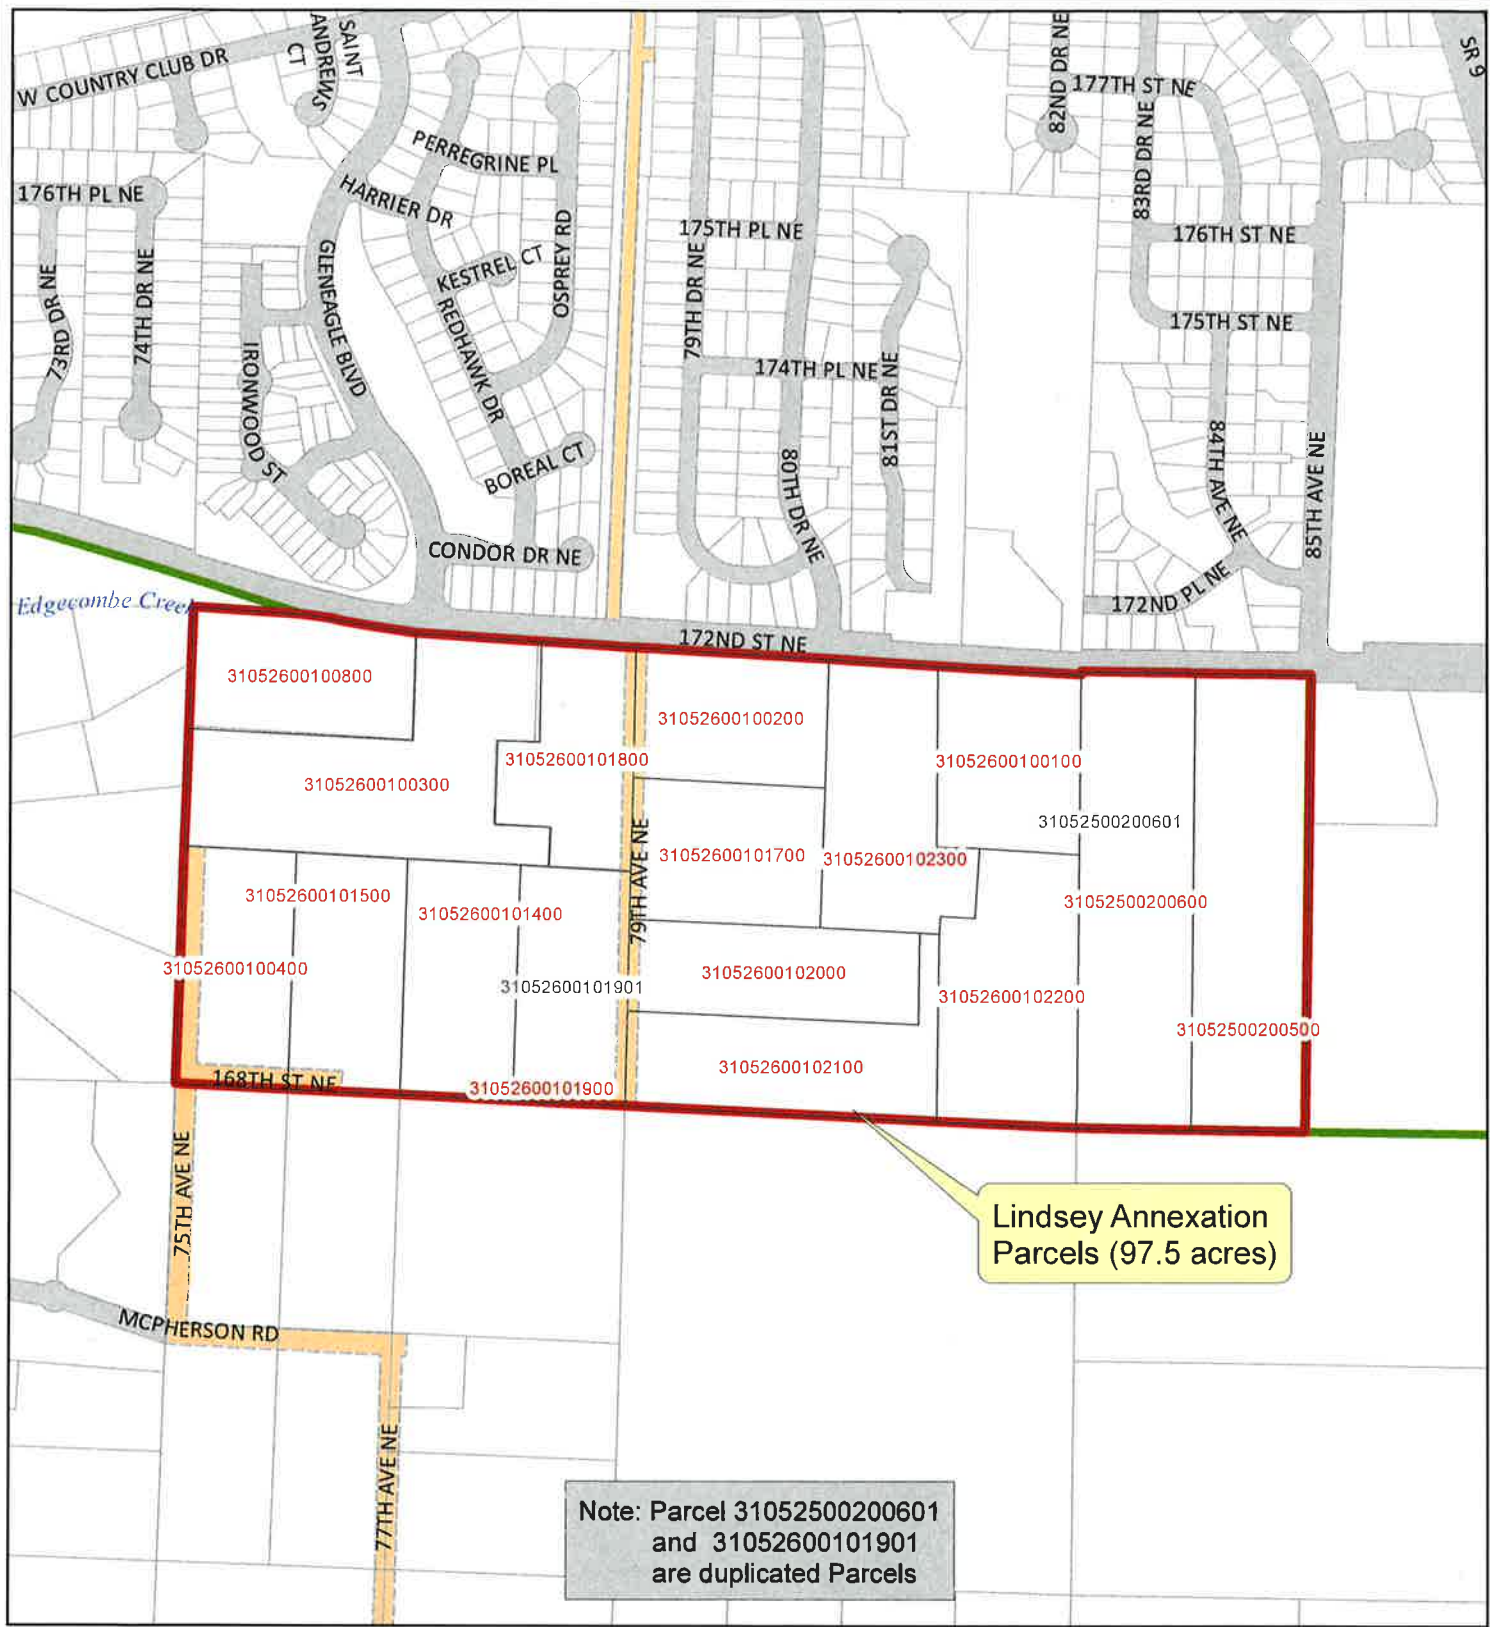 W COUNTRY CLUB DR
SAINT
ANDREWS
CT
SR 9
82ND DR NE
177TH ST NE
83RD DR NE
PERREGRINE PL
176TH PL NE
HARRIER DR
OSPREY RD
175TH PL NE
176TH ST NE
GLENEAGLE BLVD
KESTREL CT
73RD DR NE
74TH DR NE
79TH DR NE
REDHAWK DR
175TH ST NE
IRONWOOD ST
174TH PL NE
81ST DR NE
84TH AVE NE
85TH AVE NE
BOREAL CT
80TH DR NE
CONDOR DR NE
172ND PL NE
Edgecombe Creek
172ND ST NE
31052600100800
31052600100200
31052600101800
31052600100100
31052600100300
31052500200601
79TH AVE NE
31052600101700
31052600102300
31052600101500
31052600101400
31052500200600
31052600100400
31052600102000
31052600101901
31052600102200
31052500200500
31052600102100
168TH ST NE
31052600101900
75TH AVE NE
Lindsey Annexation
Parcels (97.5 acres)
MCPHERSON RD
77TH AVE NE
Note: Parcel 31052500200601
and 31052600101901
are duplicated Parcels